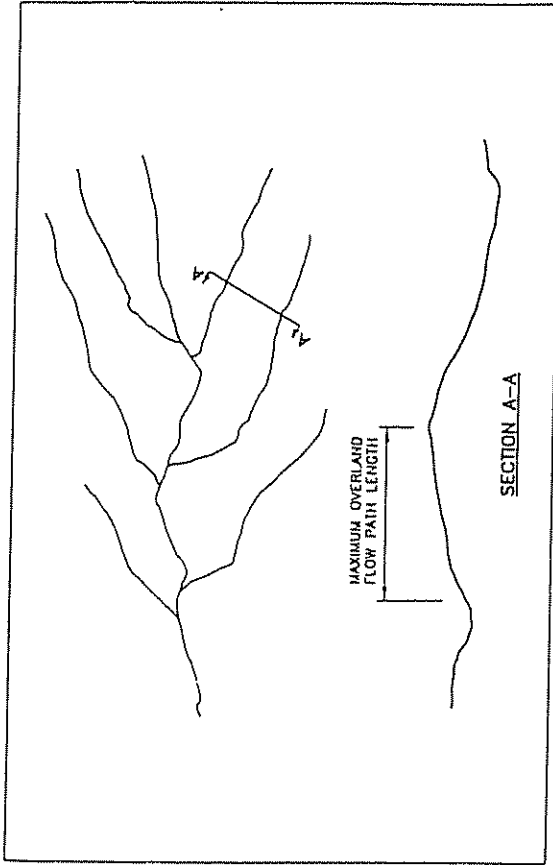 A
A
MAXIMUM OVERLAND
FLOW PATH LENGTH
SECTION A-A